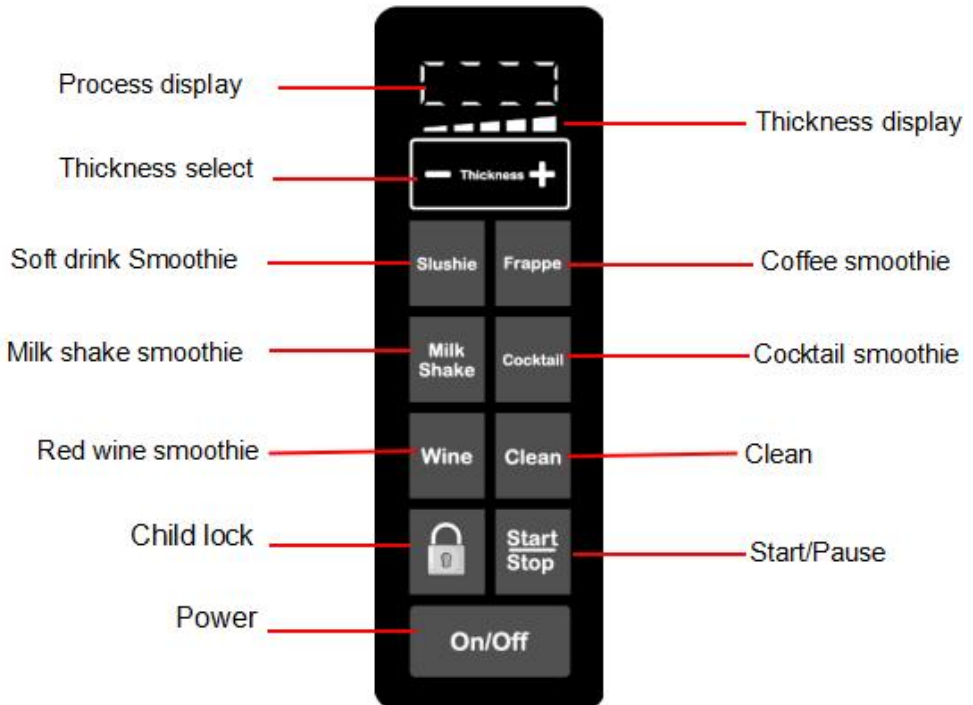 Process display
Thickness display
Thickness select
− Thickness +
Soft drink Smoothie
Slushie
Frappe
Coffee smoothie
Milk shake smoothie
Milk
Shake
Cocktail
Cocktail smoothie
Red wine smoothie
Wine
Clean
Clean
Child lock
Start
Stop
Start/Pause
Power
On/Off